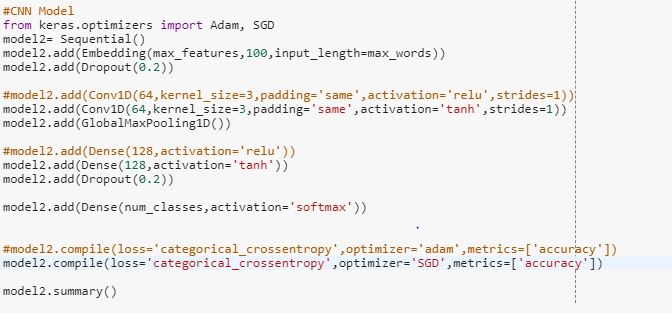 #CNN Model
from keras.optimizers import Adam, SGD
model2= Sequential()
model2.add(Embedding(max_features,100,input_length=max_words))
model2.add(Dropout(0.2))
#model2.add(Conv1D(64,kernel_size=3,padding='same',activation='relu',strides=1))
model2.add(Conv1D(64,kernel_size=3,padding='same',activation='tanh',strides=1))
model2.add(GlobalMaxPooling1D())
#model2.add(Dense(128,activation='relu'))
model2.add(Dense(128,activation='tanh'))
model2.add(Dropout(0.2))
model2.add(Dense(num_classes,activation='softmax'))
#model2.compile(loss='categorical_crossentropy',optimizer='adam',metrics=['accuracy'])
model2.compile(loss='categorical_crossentropy',optimizer='SGD',metrics=['accuracy'])
model2.summary()